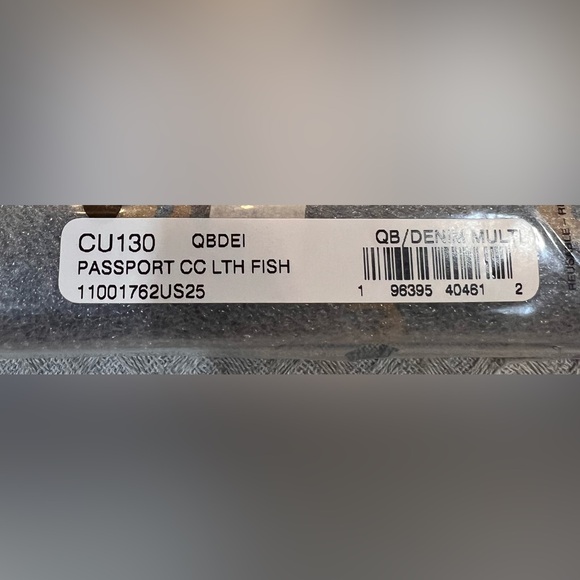 CU130 QBDEI QB/DENIM MULTI
PASSPORT CC LTH FISH
11001762US25
1 96395 40461 2